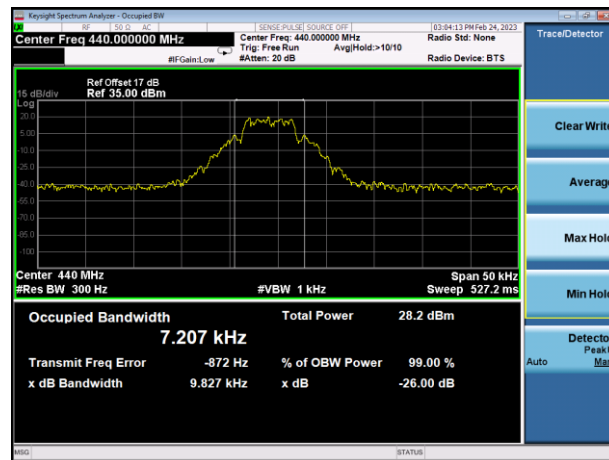 Keysight Spectrum Analyzer - Occupied BW
RF 50 Ω AC SENSE:PULSE SOURCE OFF 03:04:13 PM Feb 24, 2023
Center Freq 440.000000 MHz Center Freq: 440.000000 MHz Radio Std: None
Trig: Free Run Avg|Hold:>10/10
#IFGain:Low #Atten: 20 dB Radio Device: BTS
Trace/Detector
Ref Offset 17 dB
15 dB/div Ref 35.00 dBm
Log
20.0
5.00
-10.0
-25.0
-40.0
-55.0
-70.0
-85.0
-100
Center 440 MHz Span 50 kHz
#Res BW 300 Hz #VBW 1 kHz Sweep 527.2 ms
Occupied Bandwidth Total Power 28.2 dBm
7.207 kHz
Transmit Freq Error -872 Hz % of OBW Power 99.00 %
x dB Bandwidth 9.827 kHz x dB -26.00 dB
Clear Write
Average
Max Hold
Min Hold
Detecto
Peak
Auto Ma
MSG STATUS